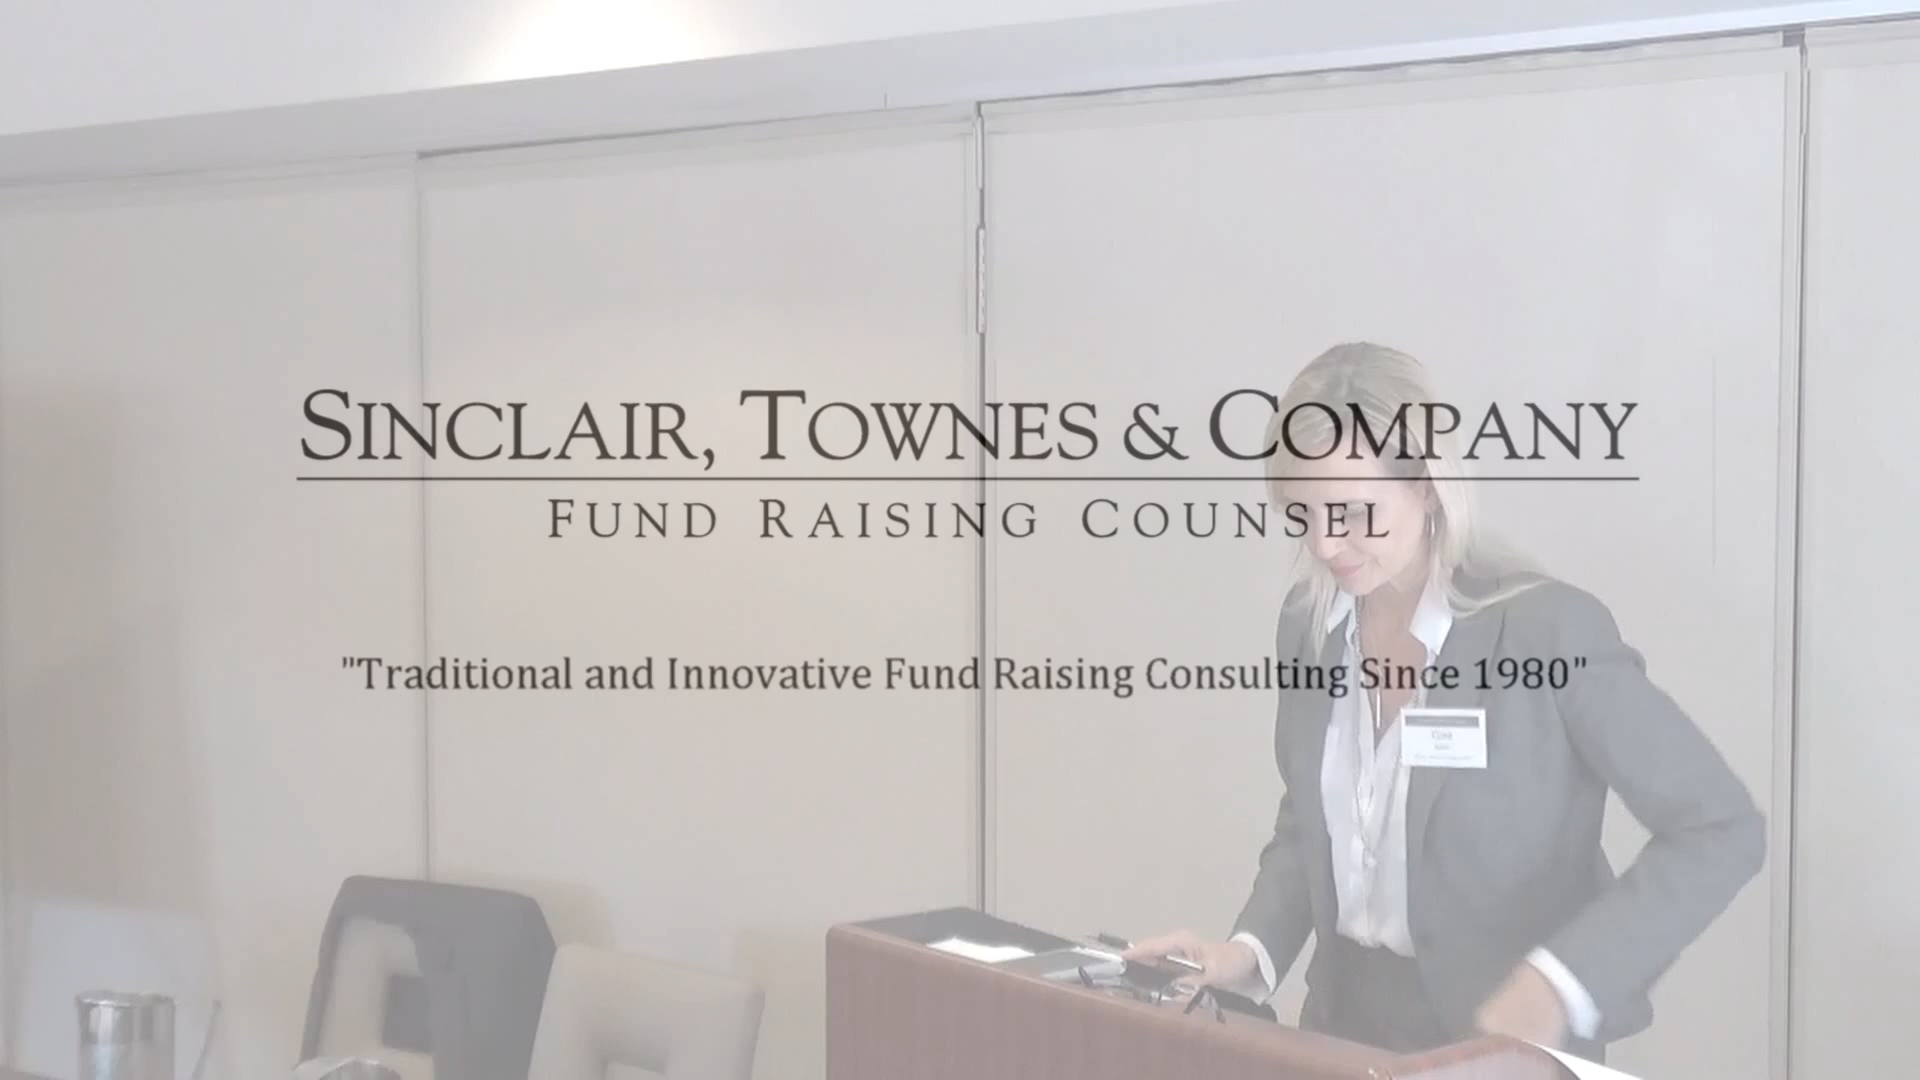 SINCLAIR, TOWNES & COMPANY
FUND RAISING COUNSEL
"Traditional and Innovative Fund Raising Consulting Since 1980"